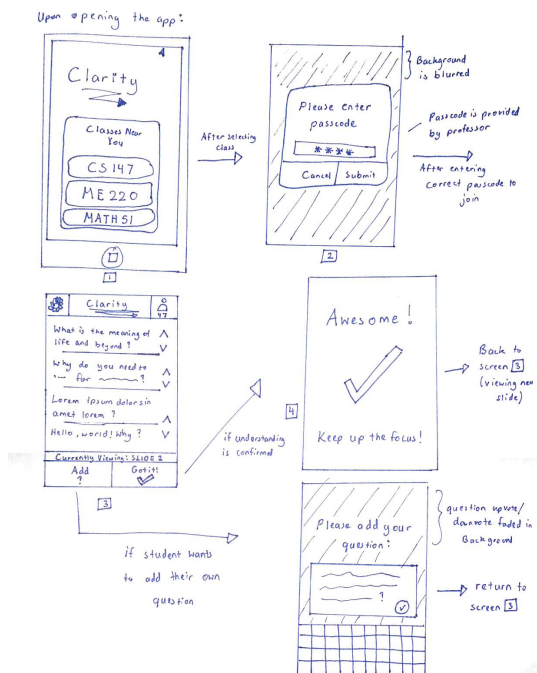 Upon opening the app:
Clarity
Classes Near
You
CS 147
ME 220
MATH 51
1
After selecting
class
Background
is blurred
Please enter
passcode
****
Cancel
Submit
2
Passcode is provided
by professor
After entering
correct passcode to
join
Clarity
47
What is the meaning of
life and beyond?
Why do you need to
for ?
Lorem ipsum dolor sin
amet lorem ?
Hello, world! Why ?
Currently Viewing: SLIDE 2
Add
?
Got it!
3
if understanding
is confirmed
Awesome!
Keep up the focus!
4
Back to
screen 3
(viewing new
slide)
if student wants
to add their own
question
Please add your
question:
?
question upvote/
downvote faded in
Background
return to
screen 3